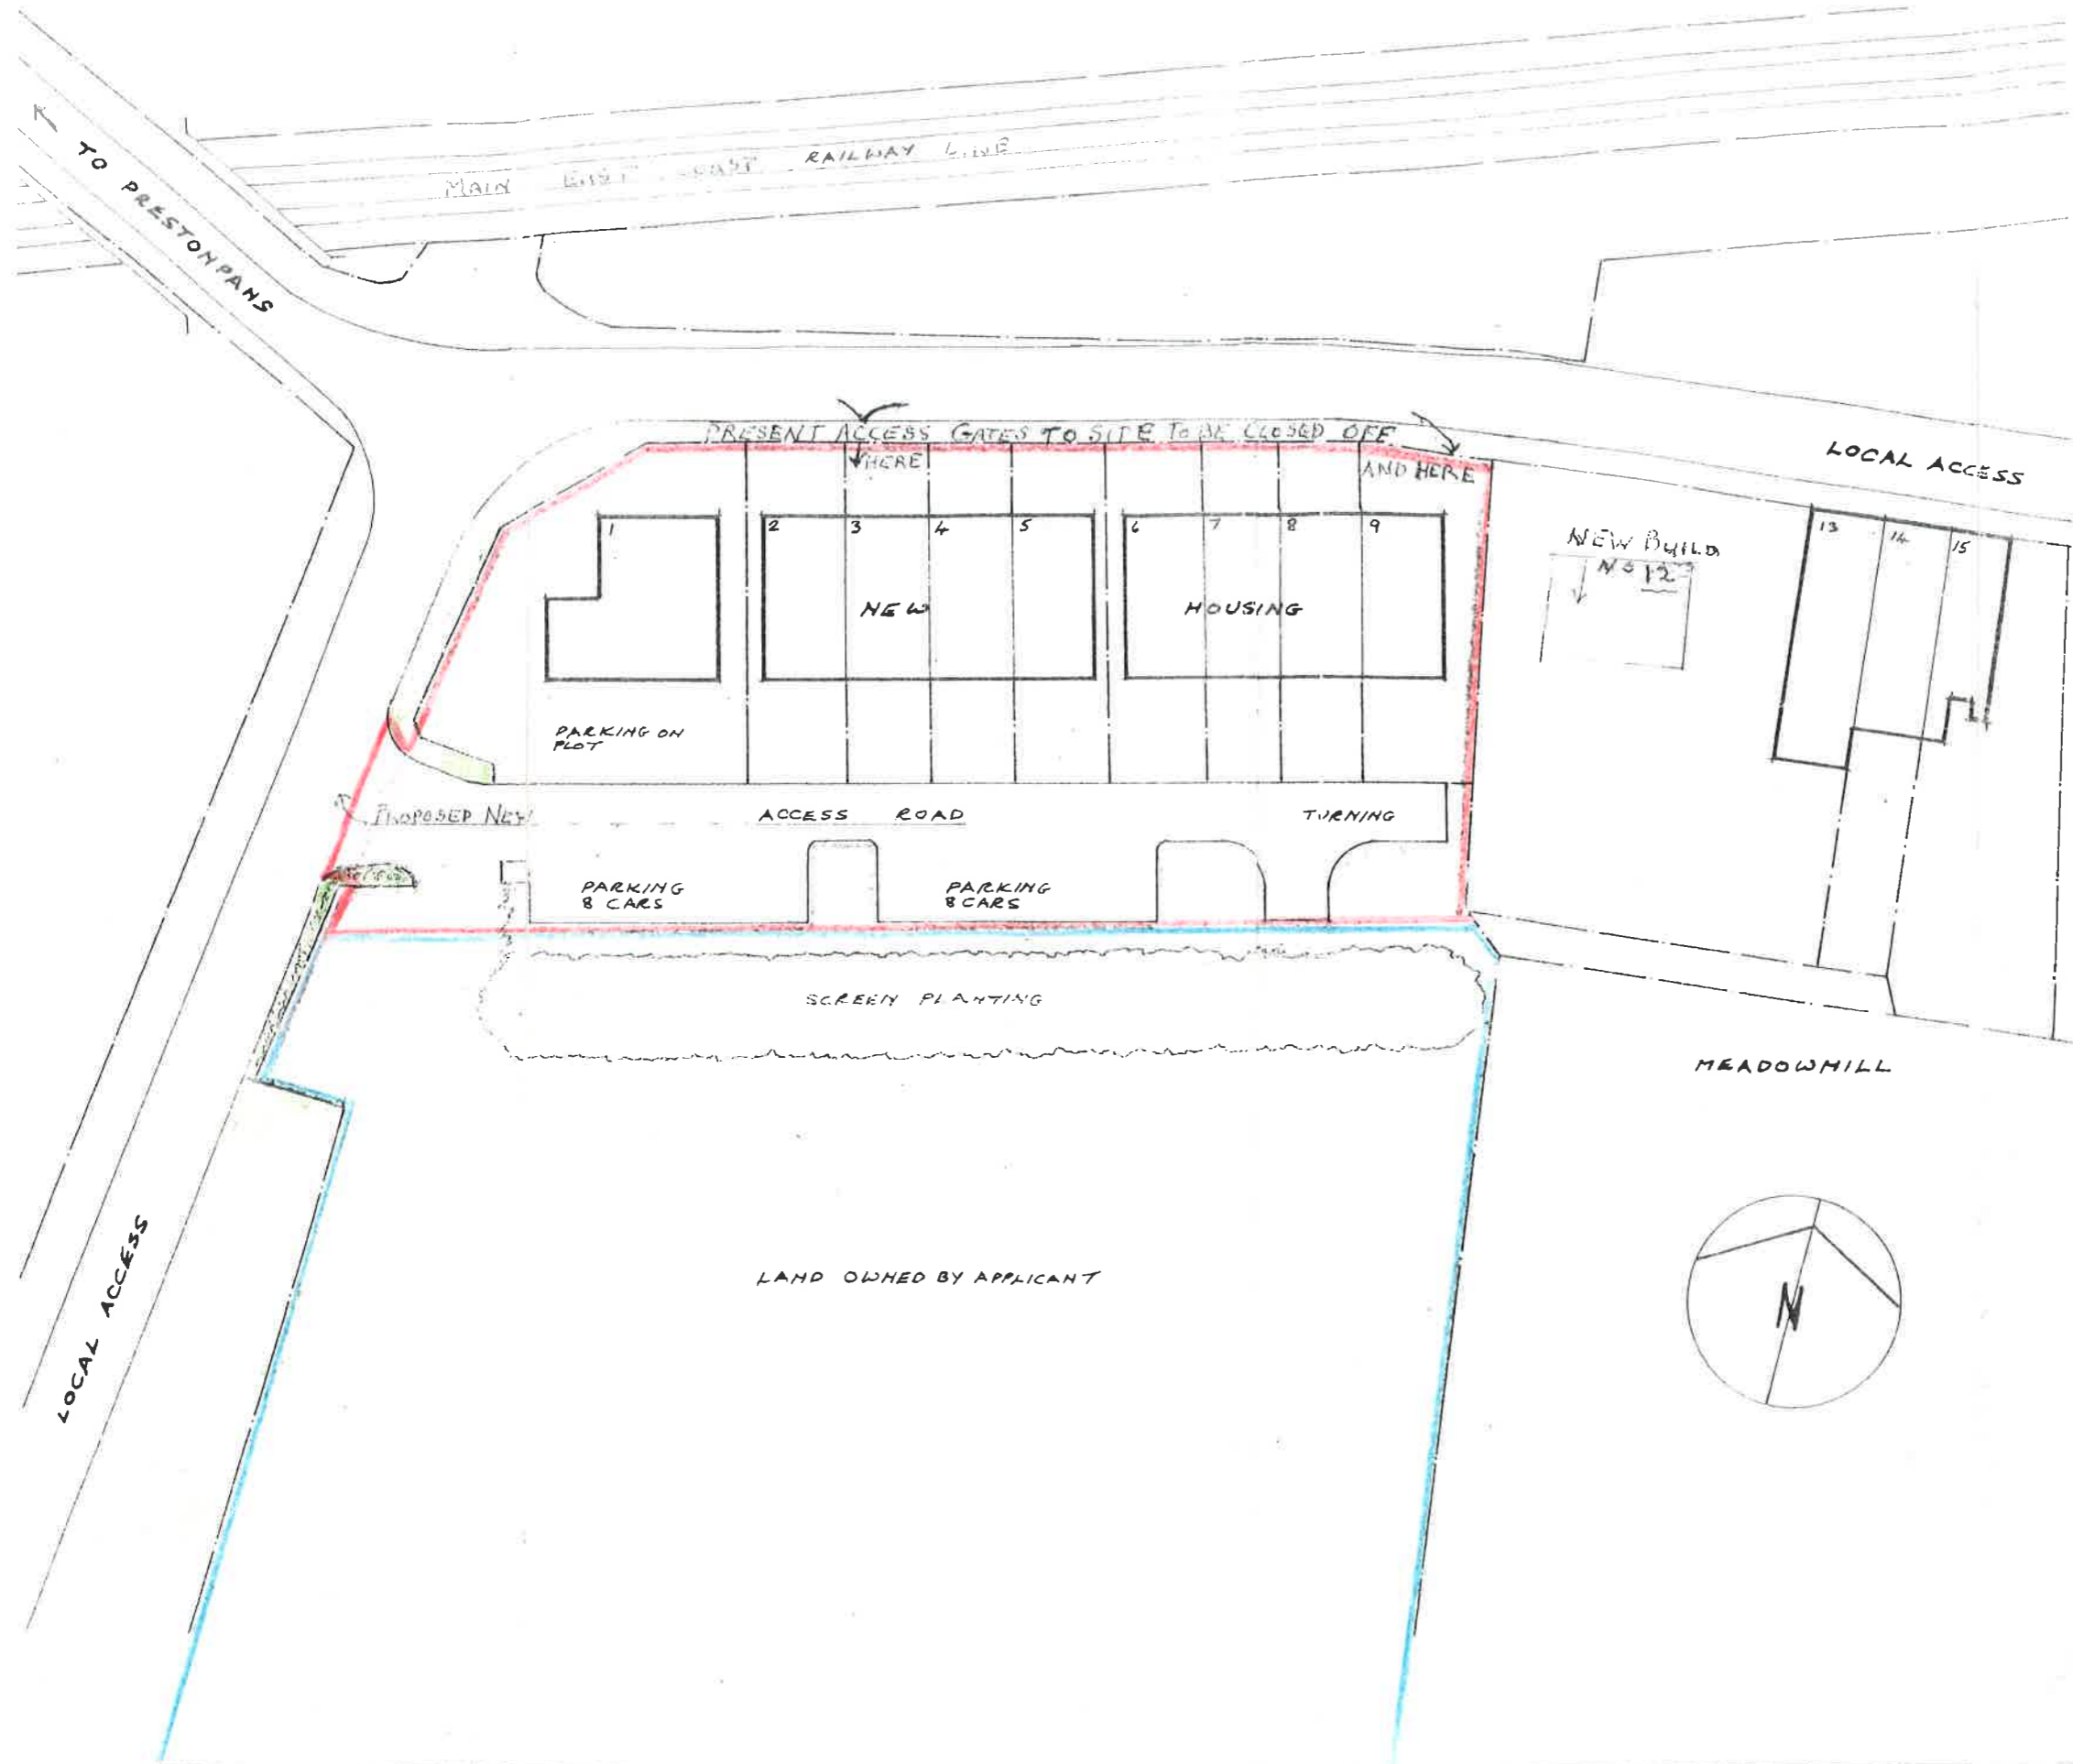 TO PRESTONPANS
MAIN EAST COAST RAILWAY LINE
PRESENT ACCESS GATES TO SITE TO BE CLOSED OFF
HERE
AND HERE
LOCAL ACCESS
1
2
3
4
5
6
7
8
9
NEW
HOUSING
NEW BUILD
No 12
13
14
15
PARKING ON
PLOT
PROPOSED NEW
ACCESS ROAD
TURNING
PARKING
8 CARS
PARKING
8 CARS
SCREEN PLANTING
MEADOWMILL
LOCAL ACCESS
LAND OWNED BY APPLICANT
N